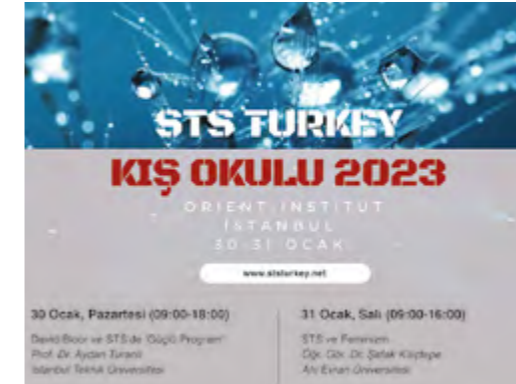 STS TURKEY
KIŞ OKULU 2023
ORIENT INSTITUT
ISTANBUL
30-31 OCAK
www.ststurkey.net
30 Ocak, Pazartesi (09:00-18:00)
David Bloor ve STS'de 'Güçlü Program'
Prof. Dr. Aydan Turanlı
İstanbul Teknik Üniversitesi
31 Ocak, Salı (09:00-16:00)
STS ve Feminizm
Öğr. Gör. Dr. Şafak Kılıçtepe
Ahi Evran Üniversitesi